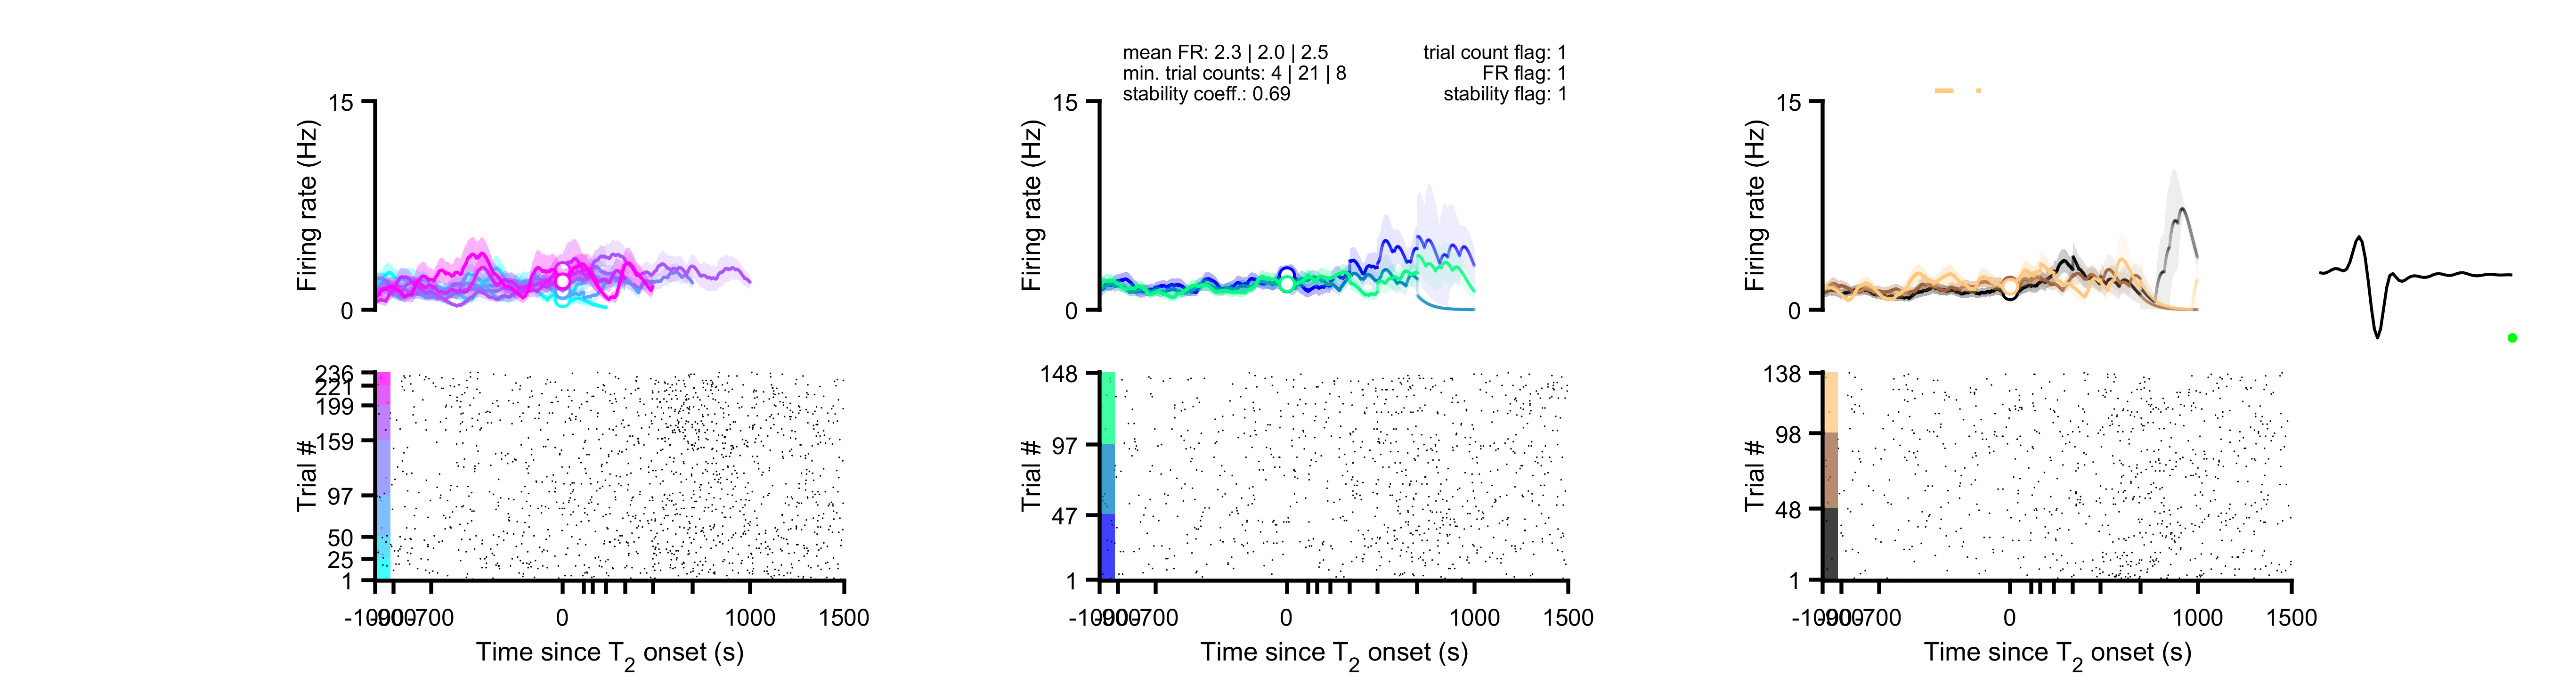 mean FR: 2.3 | 2.0 | 2.5
min. trial counts: 4 | 21 | 8
stability coeff.: 0.69
trial count flag: 1
FR flag: 1
stability flag: 1
15
Firing rate (Hz)
0
15
Firing rate (Hz)
0
15
Firing rate (Hz)
0
236
221
199
159
97
50
25
1
Trial #
-1000
-900
-700
0
1000
1500
Time since T2 onset (s)
148
97
47
1
Trial #
-1000
-900
-700
0
1000
1500
Time since T2 onset (s)
138
98
48
1
Trial #
-1000
-900
-700
0
1000
1500
Time since T2 onset (s)